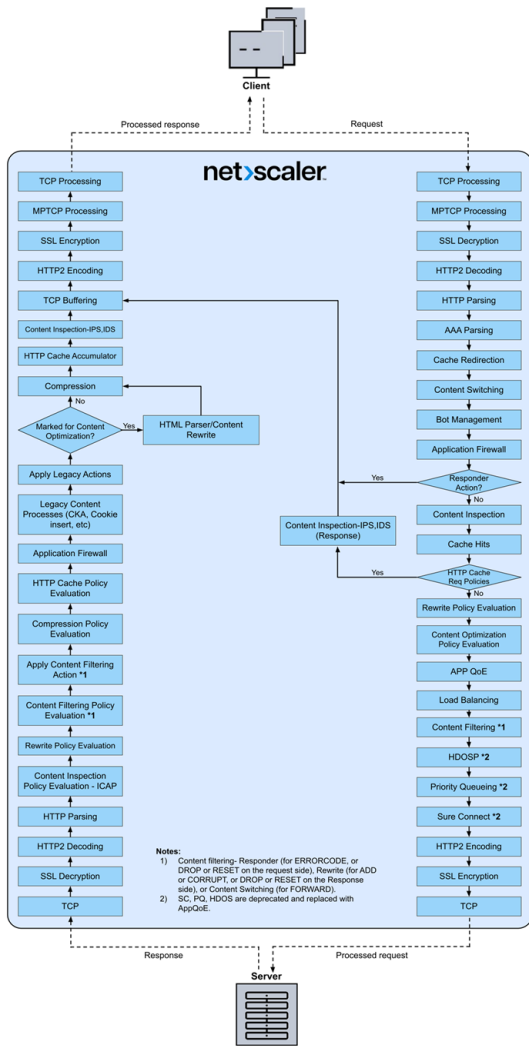 Client
Processed response
Request
net>scaler
TCP Processing
MPTCP Processing
SSL Encryption
HTTP2 Encoding
TCP Buffering
Content Inspection-IPS,IDS
HTTP Cache Accumulator
Compression
No
Marked for Content
Optimization?
Yes
HTML Parser/Content
Rewrite
Apply Legacy Actions
Legacy Content
Processes (CKA, Cookie
insert, etc)
Application Firewall
HTTP Cache Policy
Evaluation
Compression Policy
Evaluation
Apply Content Filtering
Action *1
Content Filtering Policy
Evaluation *1
Rewrite Policy Evaluation
Content Inspection
Policy Evaluation - ICAP
HTTP Parsing
HTTP2 Decoding
SSL Decryption
TCP
TCP Processing
MPTCP Processing
SSL Decryption
HTTP2 Decoding
HTTP Parsing
AAA Parsing
Cache Redirection
Content Switching
Bot Management
Application Firewall
Responder
Action?
Yes
No
Content Inspection-IPS,IDS
(Response)
Content Inspection
Cache Hits
HTTP Cache
Req Policies
Yes
No
Rewrite Policy Evaluation
Content Optimization
Policy Evaluation
APP QoE
Load Balancing
Content Filtering *1
HDOSP *2
Priority Queueing *2
Sure Connect *2
HTTP2 Encoding
SSL Encryption
TCP
Notes:
1) Content filtering- Responder (for ERRORCODE, or
DROP or RESET on the request side), Rewrite (for ADD
or CORRUPT, or DROP or RESET on the Response
side), or Content Switching (for FORWARD).
2) SC, PQ, HDOS are deprecated and replaced with
AppQoE.
Response
Processed request
Server